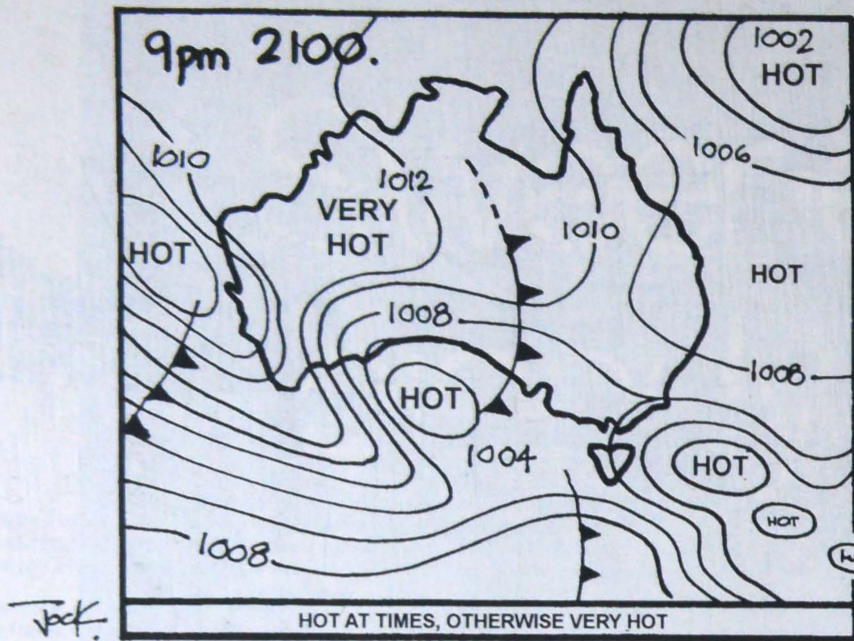 9pm 2100.
1002
HOT
1010
1006
1012
VERY
HOT
1010
HOT
HOT
1008
1008
HOT
1004
HOT
HOT
1008
HOT AT TIMES, OTHERWISE VERY HOT
Jock.